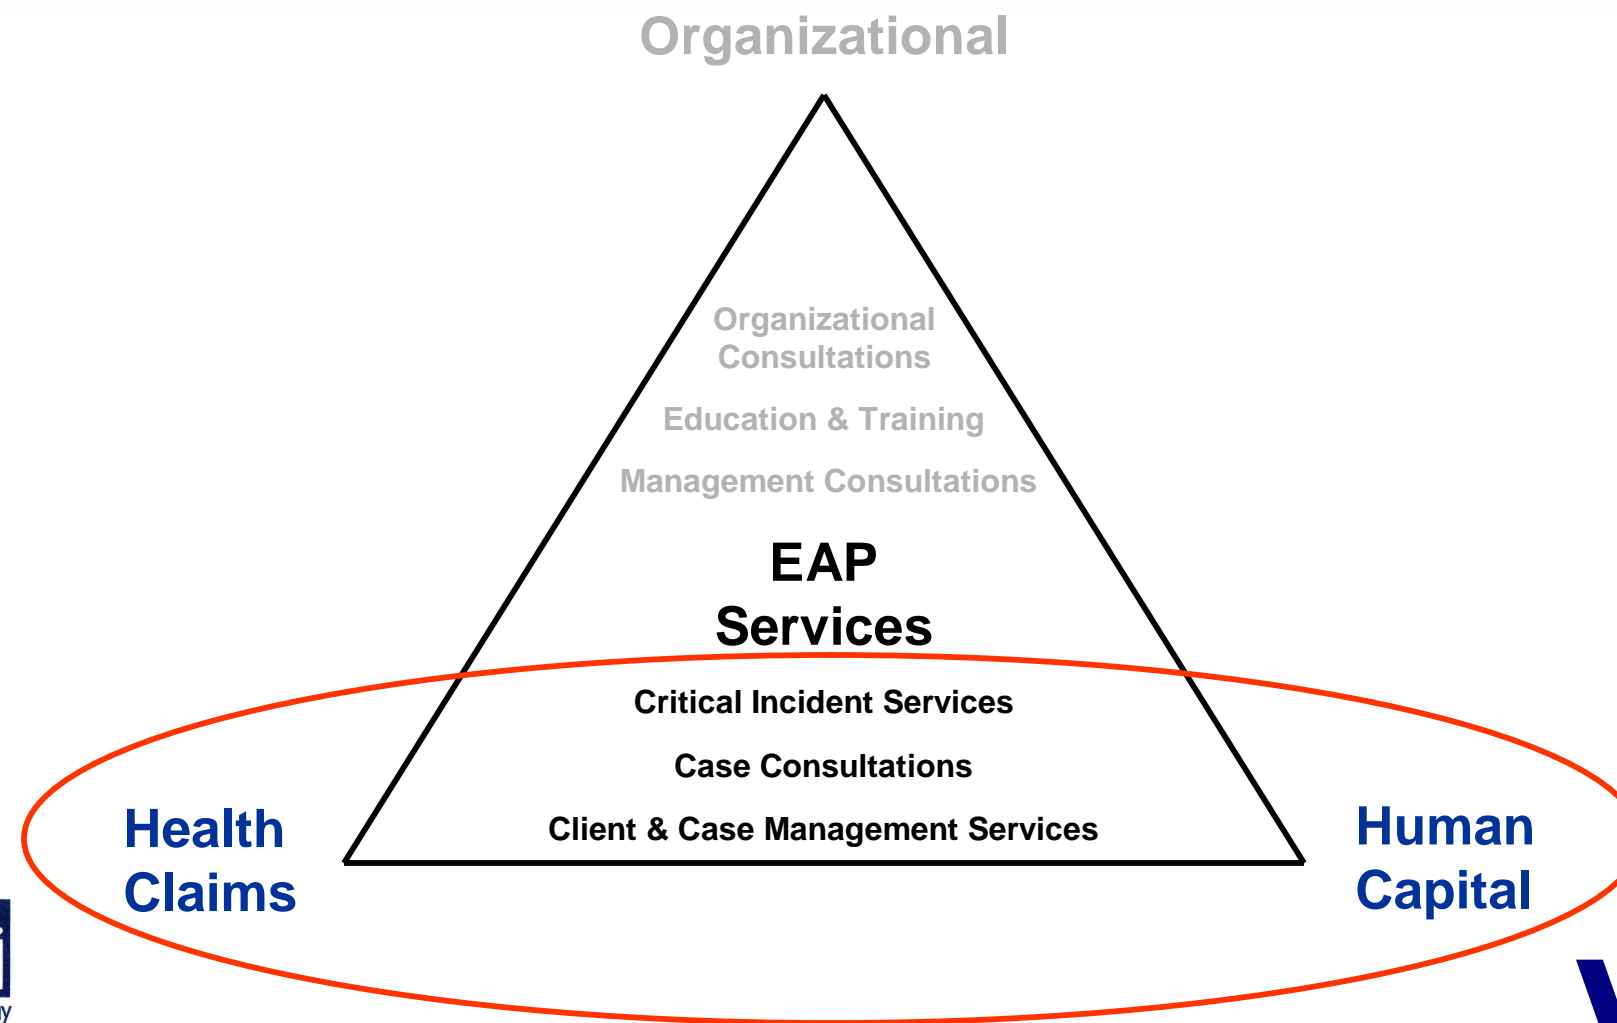 Organizational
Organizational
Consultations
Education & Training
Management Consultations
EAP
Services
Critical Incident Services
Case Consultations
Client & Case Management Services
Health
Claims
Human
Capital